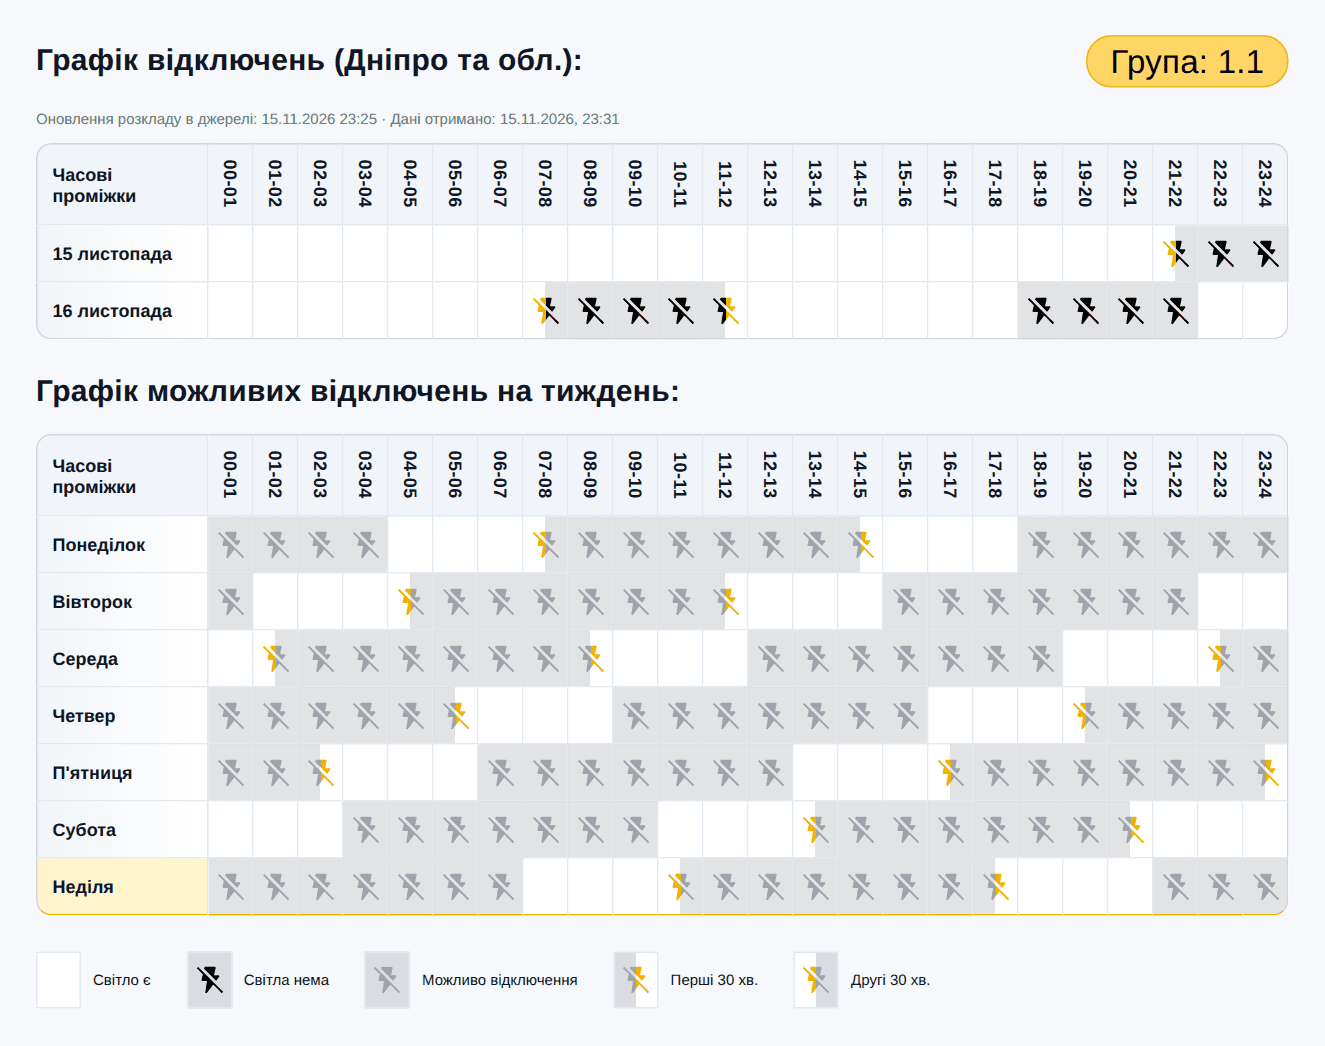 Графік відключень (Дніпро та обл.):
Група: 1.1
Оновлення розкладу в джерелі: 15.11.2026 23:25 · Дані отримано: 15.11.2026, 23:31
Часові
проміжки
00-01 01-02 02-03 03-04 04-05 05-06 06-07 07-08 08-09 09-10 10-11 11-12 12-13 13-14 14-15 15-16 16-17 17-18 18-19 19-20 20-21 21-22 22-23 23-24
15 листопада
16 листопада
Графік можливих відключень на тиждень:
Часові
проміжки
00-01 01-02 02-03 03-04 04-05 05-06 06-07 07-08 08-09 09-10 10-11 11-12 12-13 13-14 14-15 15-16 16-17 17-18 18-19 19-20 20-21 21-22 22-23 23-24
Понеділок
Вівторок
Середа
Четвер
П'ятниця
Субота
Неділя
Світло є
Світла нема
Можливо відключення
Перші 30 хв.
Другі 30 хв.